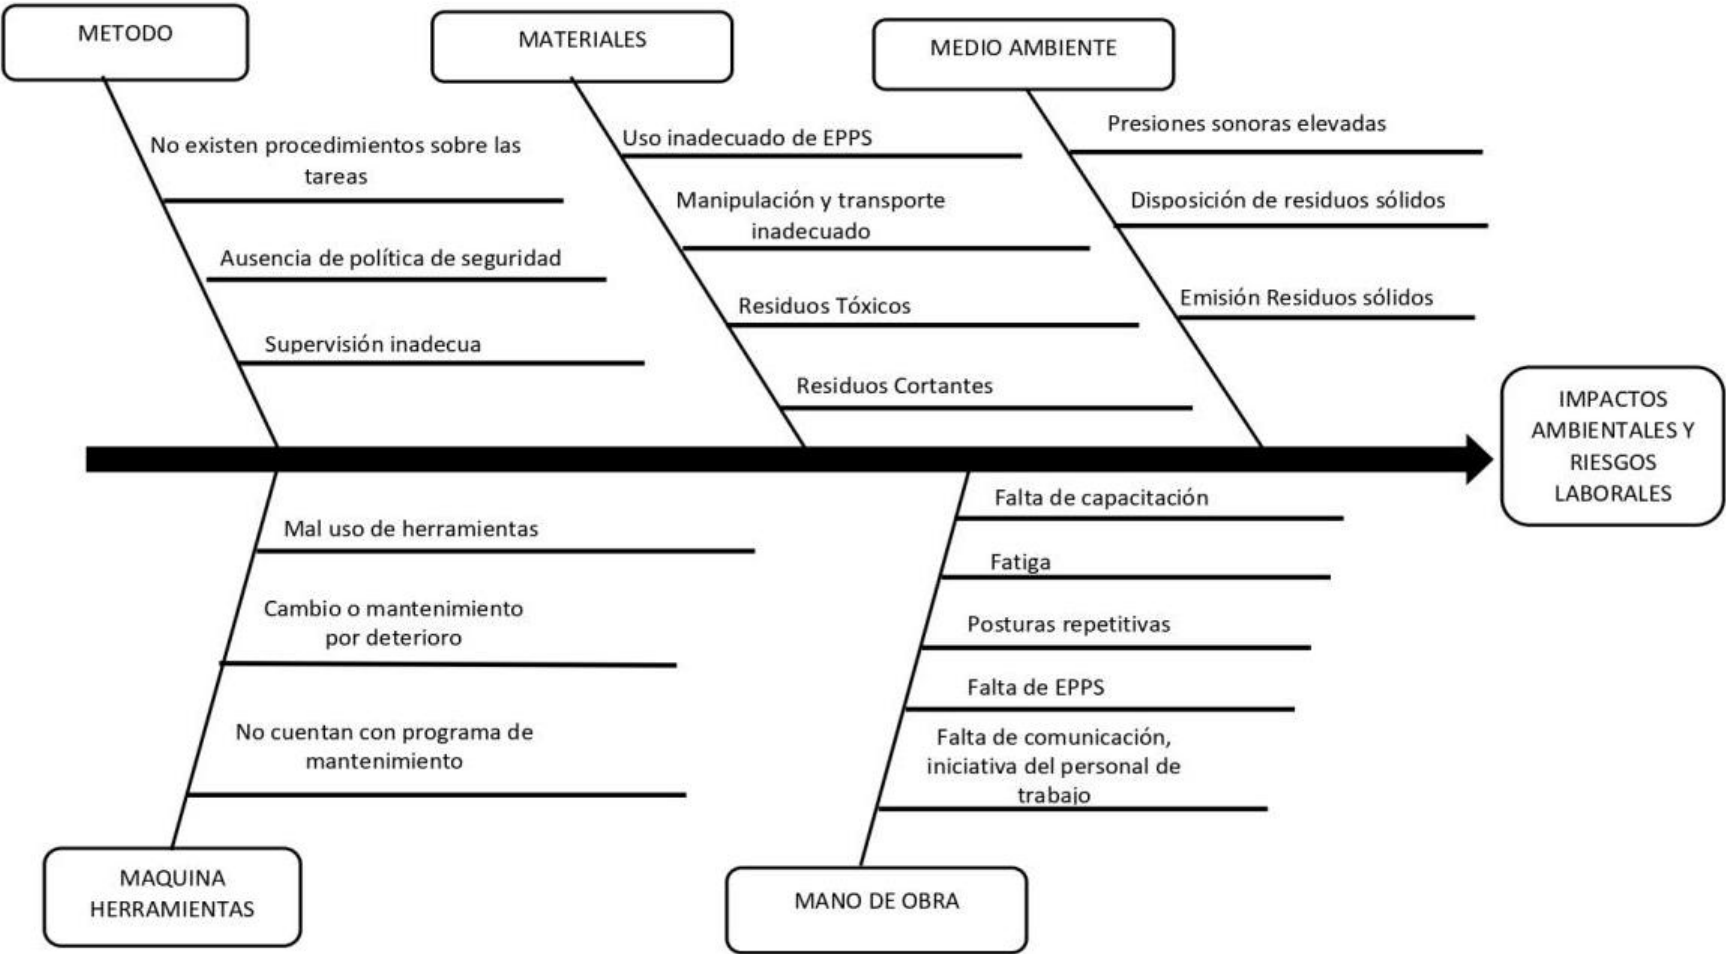 METODO
MATERIALES
MEDIO AMBIENTE
No existen procedimientos sobre las
tareas
Ausencia de política de seguridad
Supervisión inadecua
Uso inadecuado de EPPS
Manipulación y transporte
inadecuado
Residuos Tóxicos
Residuos Cortantes
Presiones sonoras elevadas
Disposición de residuos sólidos
Emisión Residuos sólidos
IMPACTOS
AMBIENTALES Y
RIESGOS
LABORALES
Mal uso de herramientas
Cambio o mantenimiento
por deterioro
No cuentan con programa de
mantenimiento
Falta de capacitación
Fatiga
Posturas repetitivas
Falta de EPPS
Falta de comunicación,
iniciativa del personal de
trabajo
MAQUINA
HERRAMIENTAS
MANO DE OBRA